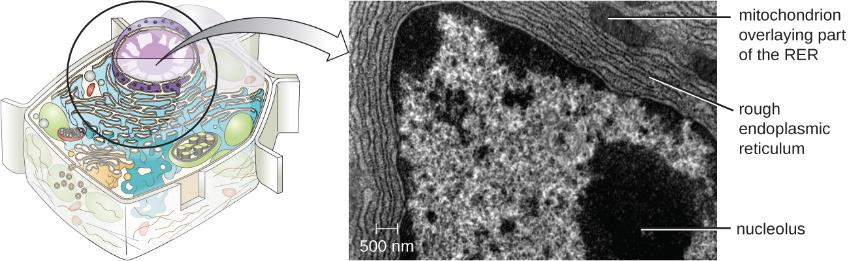 mitochondrion
overlaying part
of the RER
rough
endoplasmic
reticulum
nucleolus
500 nm